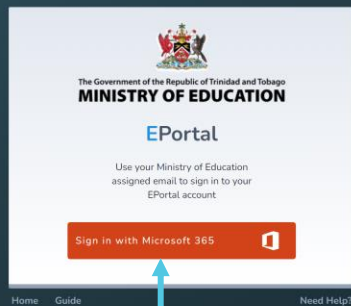 The Government of the Republic of Trinidad and Tobago
MINISTRY OF EDUCATION
EPortal
Use your Ministry of Education
assigned email to sign in to your
EPortal account
Sign in with Microsoft 365
Home Guide Need Help?